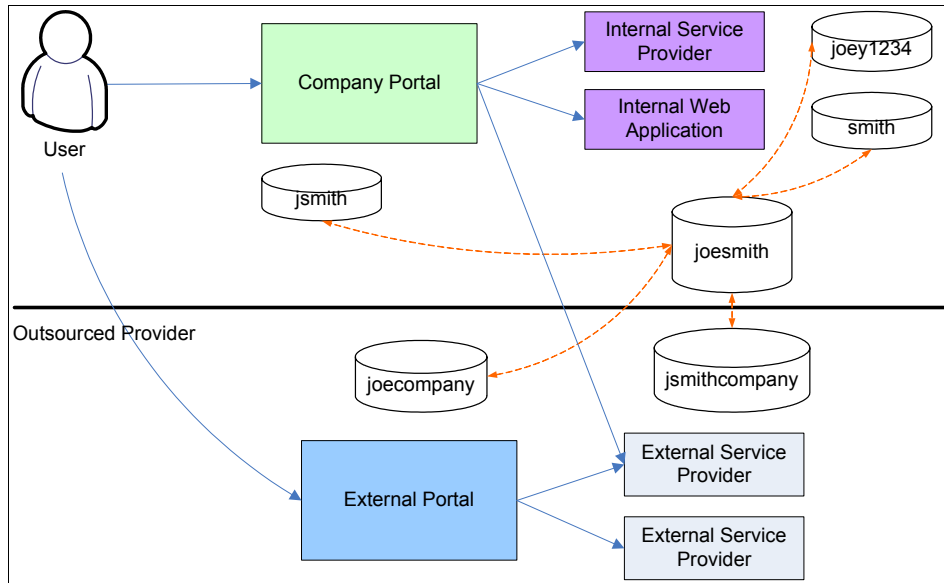 Internal Service
Provider
joey1234
Company Portal
Internal Web
Application
smith
User
jsmith
joesmith
Outsourced Provider
joecompany
jsmithcompany
External Service
Provider
External Portal
External Service
Provider